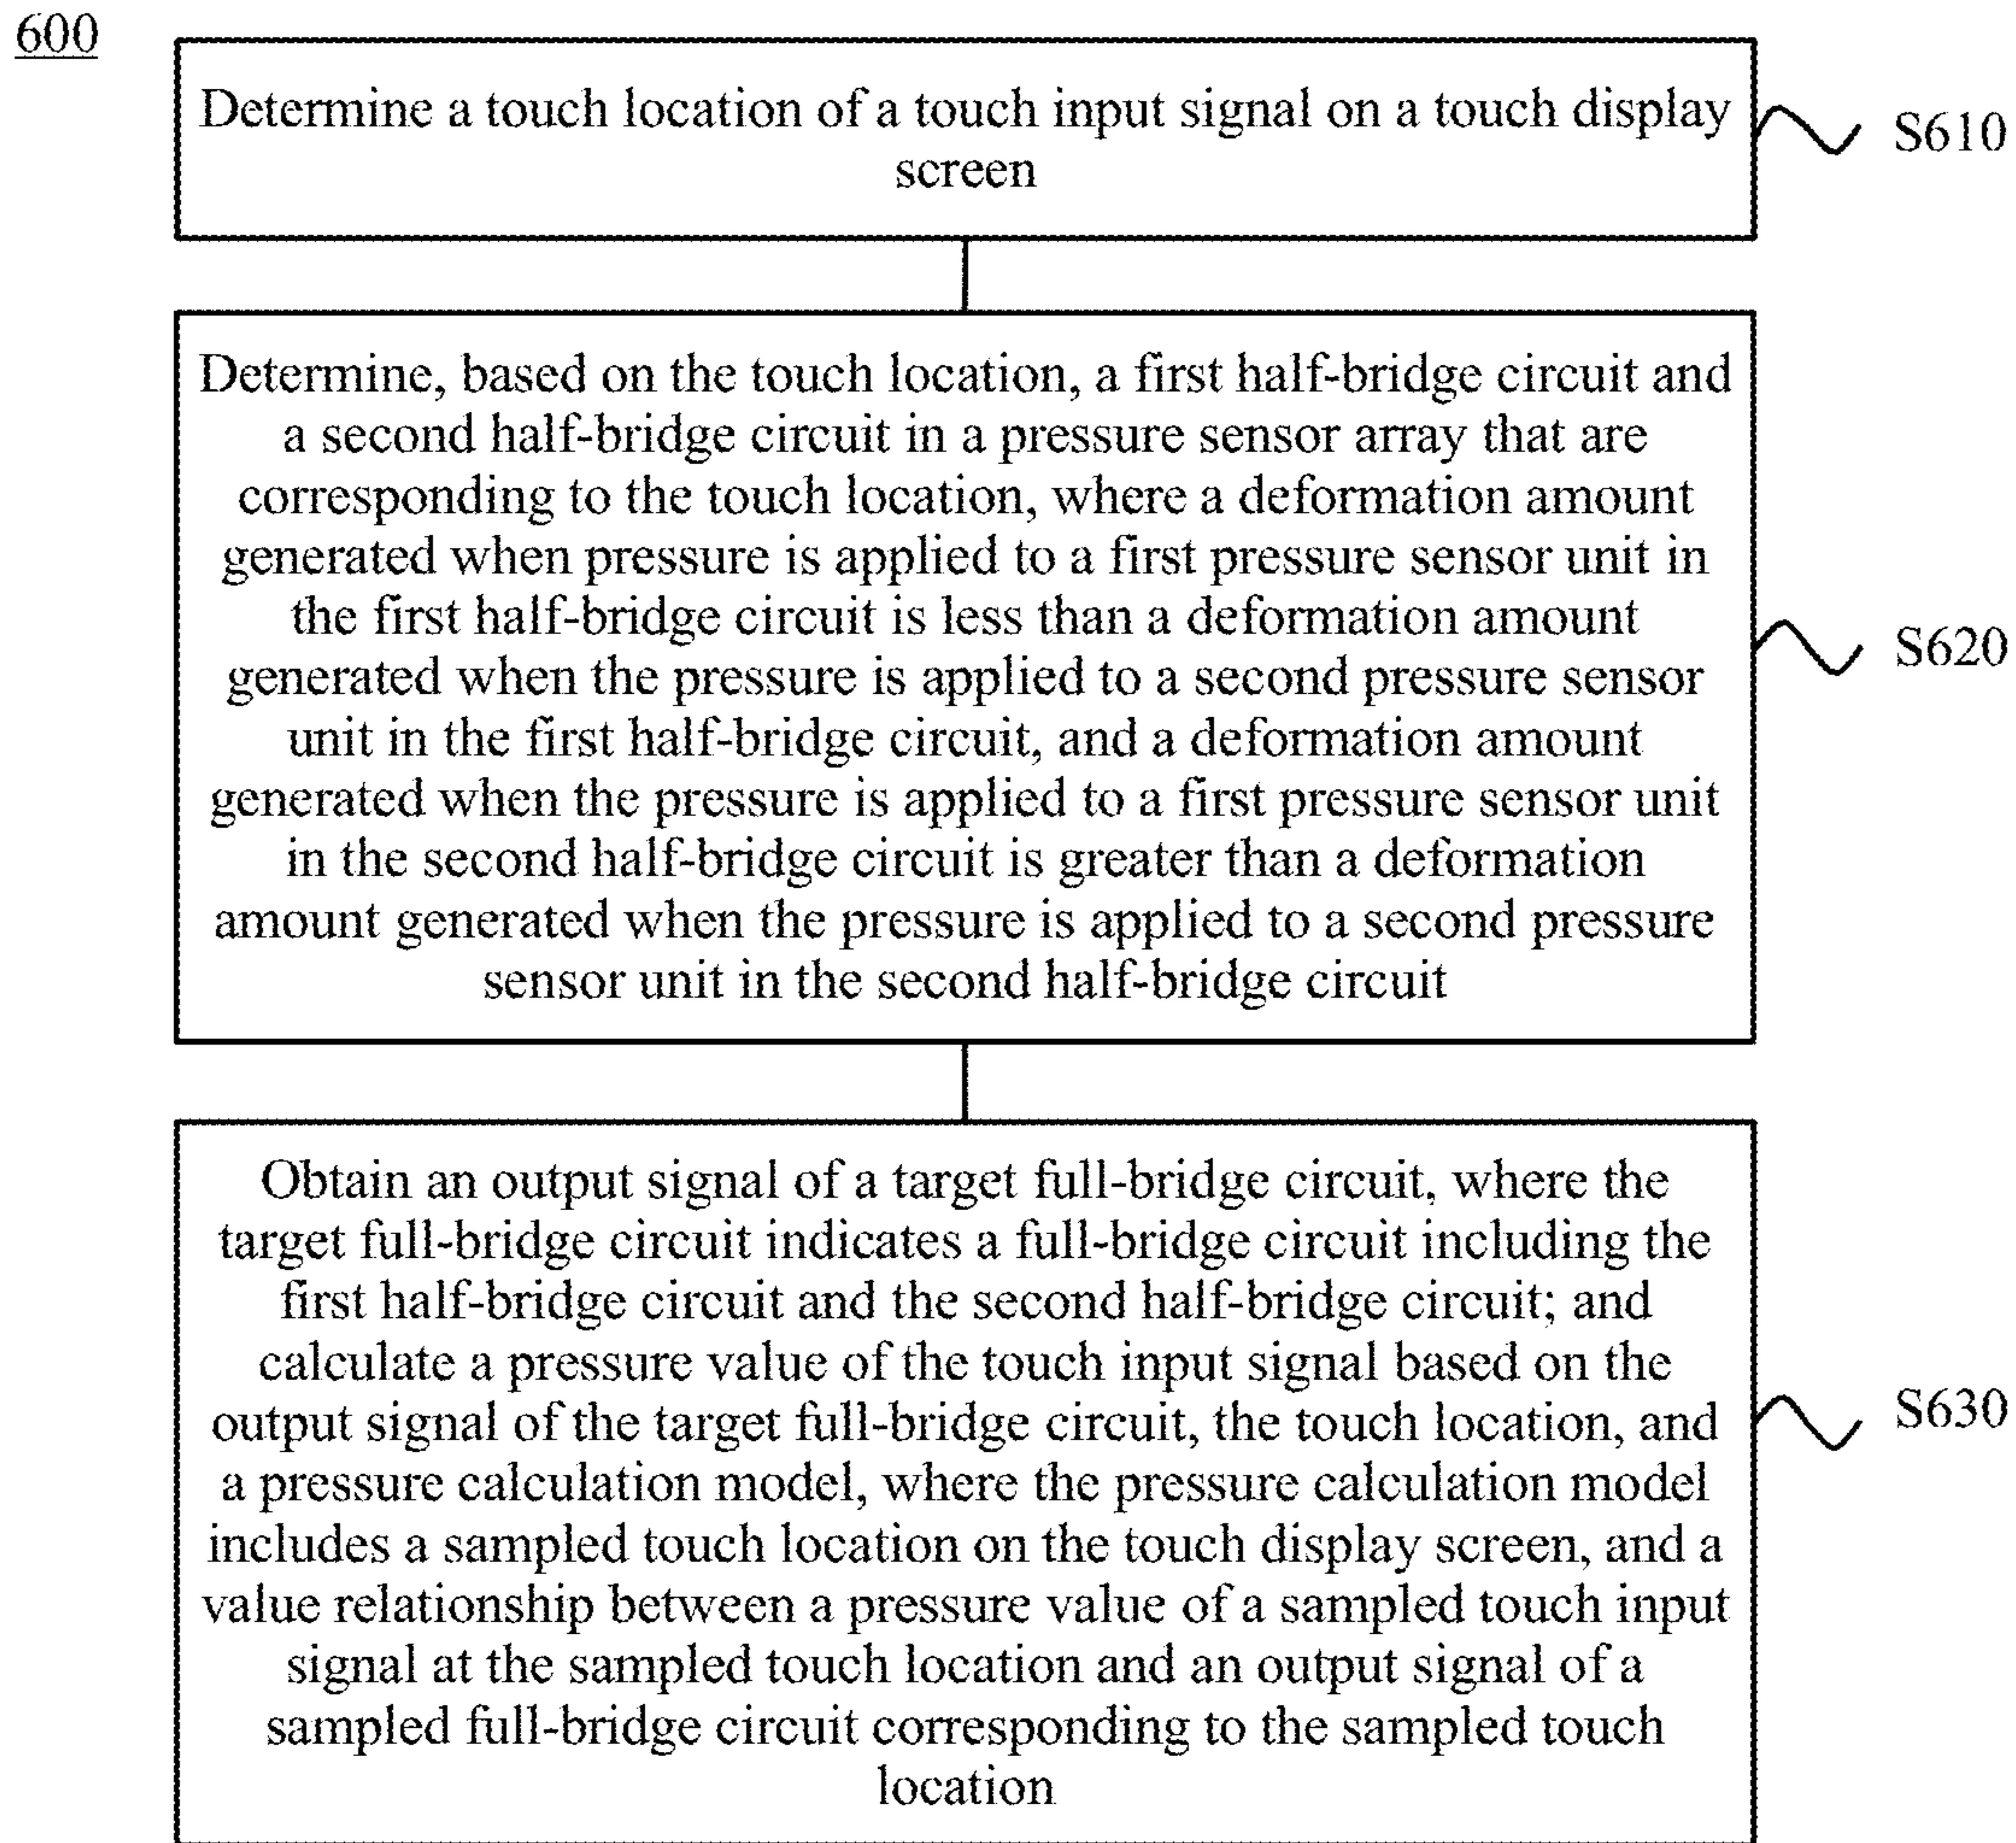 600
Determine a touch location of a touch input signal on a touch display
screen
S610
Determine, based on the touch location, a first half-bridge circuit and
a second half-bridge circuit in a pressure sensor array that are
corresponding to the touch location, where a deformation amount
generated when pressure is applied to a first pressure sensor unit in
the first half-bridge circuit is less than a deformation amount
generated when the pressure is applied to a second pressure sensor
unit in the first half-bridge circuit, and a deformation amount
generated when the pressure is applied to a first pressure sensor unit
in the second half-bridge circuit is greater than a deformation
amount generated when the pressure is applied to a second pressure
sensor unit in the second half-bridge circuit
S620
Obtain an output signal of a target full-bridge circuit, where the
target full-bridge circuit indicates a full-bridge circuit including the
first half-bridge circuit and the second half-bridge circuit; and
calculate a pressure value of the touch input signal based on the
output signal of the target full-bridge circuit, the touch location, and
a pressure calculation model, where the pressure calculation model
includes a sampled touch location on the touch display screen, and a
value relationship between a pressure value of a sampled touch input
signal at the sampled touch location and an output signal of a
sampled full-bridge circuit corresponding to the sampled touch
location
S630